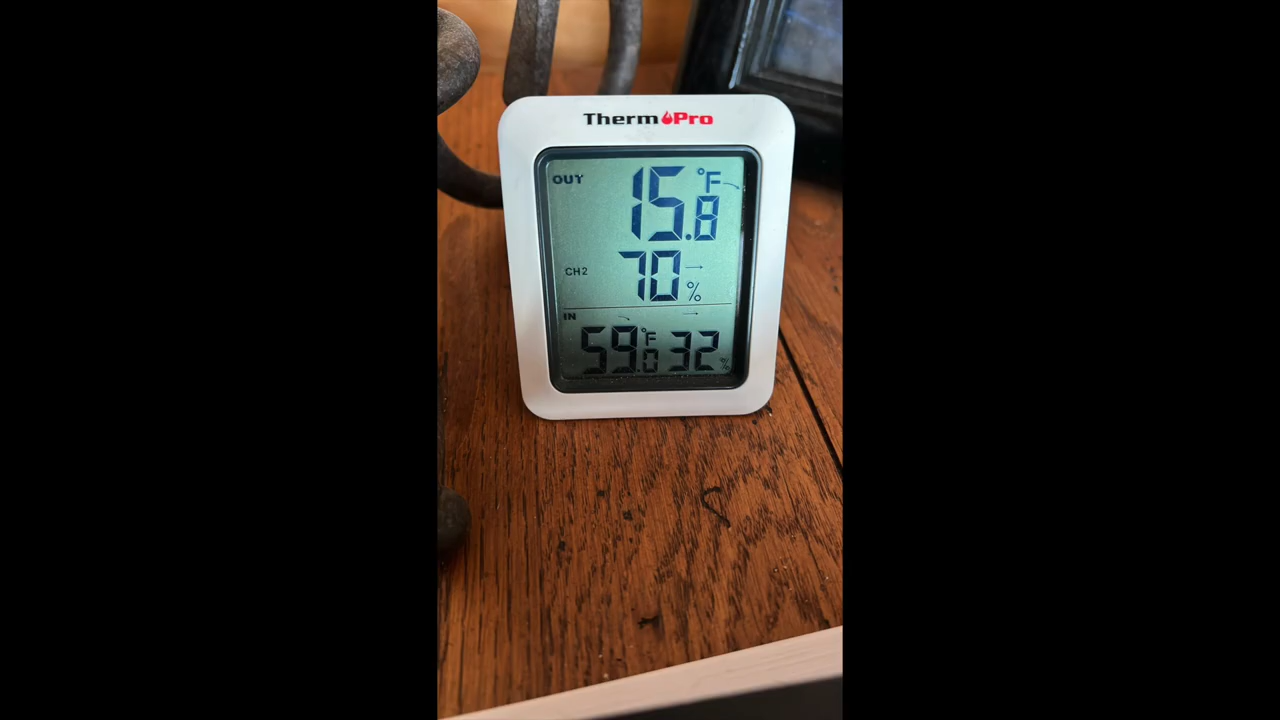 ThermoPro
OUT 15.8 °F
CH2 70 %
IN
59.0 °F 32 %